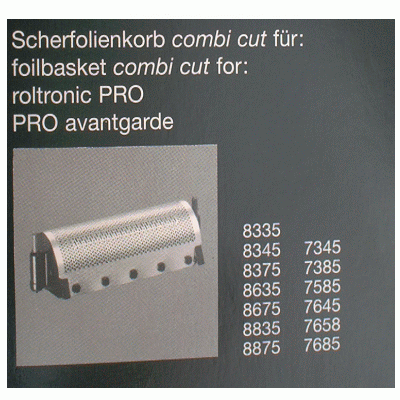 Scherfolienkorb combi cut für:
foilbasket combi cut for:
roltronic PRO
PRO avantgarde
8335
8345 7345
8375 7385
8635 7585
8675 7645
8835 7658
8875 7685